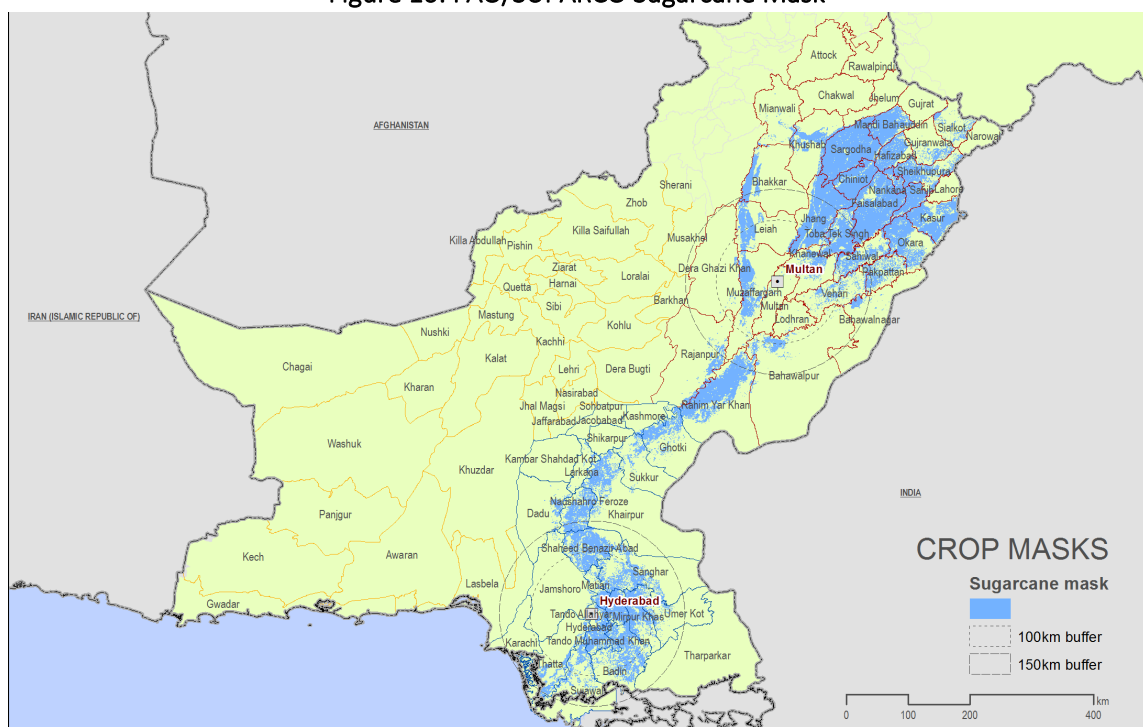 Attock
Rawalpindi
Chakwal
Jhelum
Gujrat
Mianwali
AFGHANISTAN
Mandi Bahauddin
Sialkot
Narowal
Khushab
Sargodha
Hafizabad
Gujranwala
Sheikhupura
Chiniot
Bhakkar
Sherani
Nankana Sahib
Lahore
Faisalabad
Zhob
Jhang
Kasur
Leiah
Toba Tek Singh
Killa Saifullah
Musakhel
Killa Abdullah
Pishin
Okara
Khanewal
Sahiwal
Ziarat
Dera Ghazi Khan
Multan
Pakpattan
Loralai
Harnai
Quetta
Muzaffargarh
Vehari
Barkhan
Sibi
Multan
Mastung
Lodhran
IRAN (ISLAMIC REPUBLIC OF)
Bahawalnagar
Kohlu
Nushki
Kachhi
Rajanpur
Kalat
Chagai
Lehri
Dera Bugti
Bahawalpur
Kharan
Nasirabad
Jhal Magsi
Sohbatpur
Rahim Yar Khan
Jaffarabad
Jacobabad
Kashmore
Shikarpur
Washuk
Ghotki
Kambar Shahdad Kot
Khuzdar
Larkana
Sukkur
INDIA
Naushahro Feroze
Panjgur
Dadu
Khairpur
Shaheed Benazir Abad
CROP MASKS
Kech
Awaran
Sanghar
Sugarcane mask
Lasbela
Jamshoro
Matiari
Hyderabad
Gwadar
Tando Allahyar
Mirpur Khas
Umer Kot
Hyderabad
100km buffer
Karachi
Tando Muhammad Khan
Tharparkar
150km buffer
Thatta
Badin
Sujawal
km
0
100
200
400